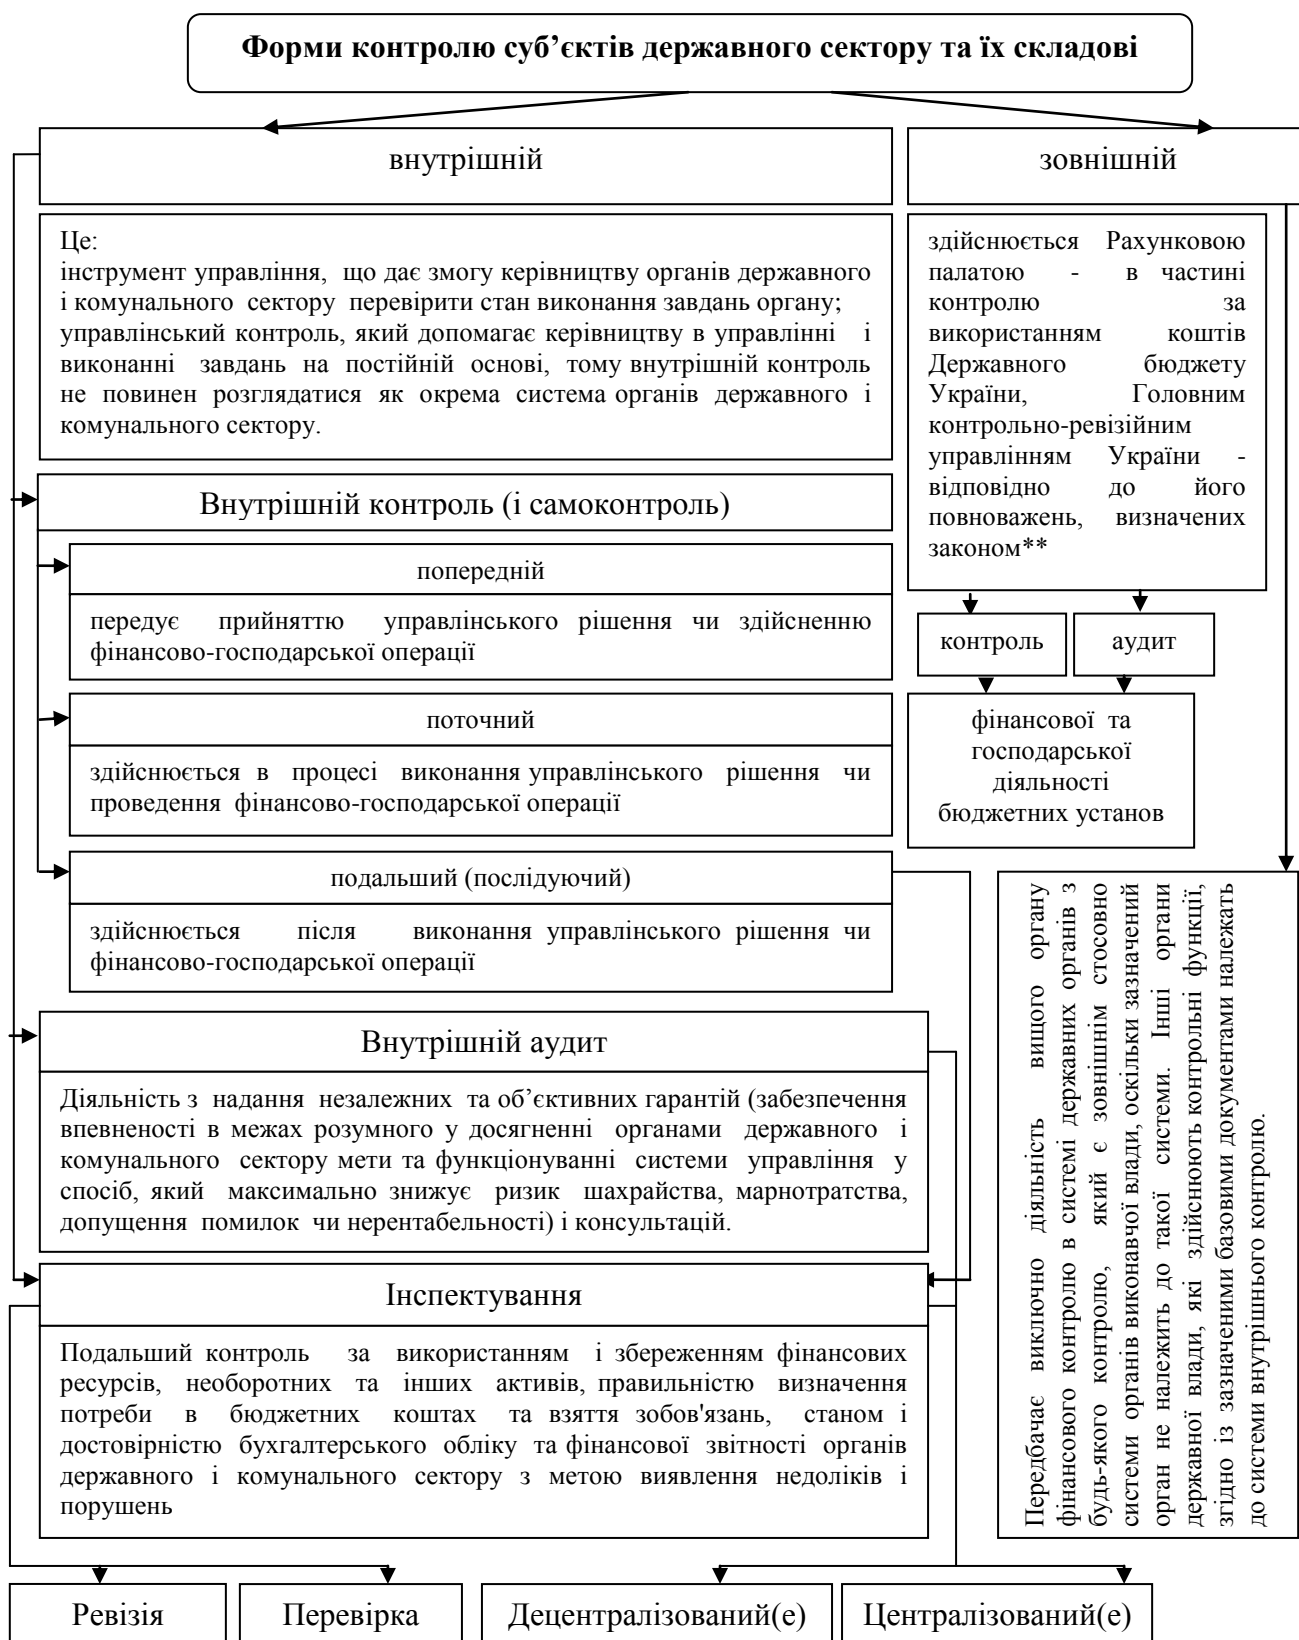 Форми контролю суб’єктів державного сектору та їх складові
внутрішній
зовнішній
Це:
інструмент управління, що дає змогу керівництву органів державного
і комунального сектору перевірити стан виконання завдань органу;
управлінський контроль, який допомагає керівництву в управлінні і
виконанні завдань на постійній основі, тому внутрішній контроль
не повинен розглядатися як окрема система органів державного і
комунального сектору.
здійснюється Рахунковою
палатою - в частині
контролю за
використанням коштів
Державного бюджету
України, Головним
контрольно-ревізійним
управлінням України -
відповідно до його
повноважень, визначених
законом**
Внутрішній контроль (і самоконтроль)
попередній
передує прийняттю управлінського рішення чи здійсненню
фінансово-господарської операції
контроль
аудит
поточний
здійснюється в процесі виконання управлінського рішення чи
проведення фінансово-господарської операції
фінансової та
господарської
діяльності
бюджетних установ
подальший (послідуючий)
здійснюється після виконання управлінського рішення чи
фінансово-господарської операції
Передбачає виключно діяльність вищого органу
фінансового контролю в системі державних органів з
будь-якого контролю, який є зовнішнім стосовно
системи органів виконавчої влади, оскільки зазначений
орган не належить до такої системи. Інші органи
державної влади, які здійснюють контрольні функції,
згідно із зазначеними базовими документами належать
до системи внутрішнього контролю.
Внутрішній аудит
Діяльність з надання незалежних та об’єктивних гарантій (забезпечення
впевненості в межах розумного у досягненні органами державного і
комунального сектору мети та функціонуванні системи управління у
спосіб, який максимально знижує ризик шахрайства, марнотратства,
допущення помилок чи нерентабельності) і консультацій.
Інспектування
Подальший контроль за використанням і збереженням фінансових
ресурсів, необоротних та інших активів, правильністю визначення
потреби в бюджетних коштах та взяття зобов'язань, станом і
достовірністю бухгалтерського обліку та фінансової звітності органів
державного і комунального сектору з метою виявлення недоліків і
порушень
Ревізія
Перевірка
Децентралізований(е)
Централізований(е)